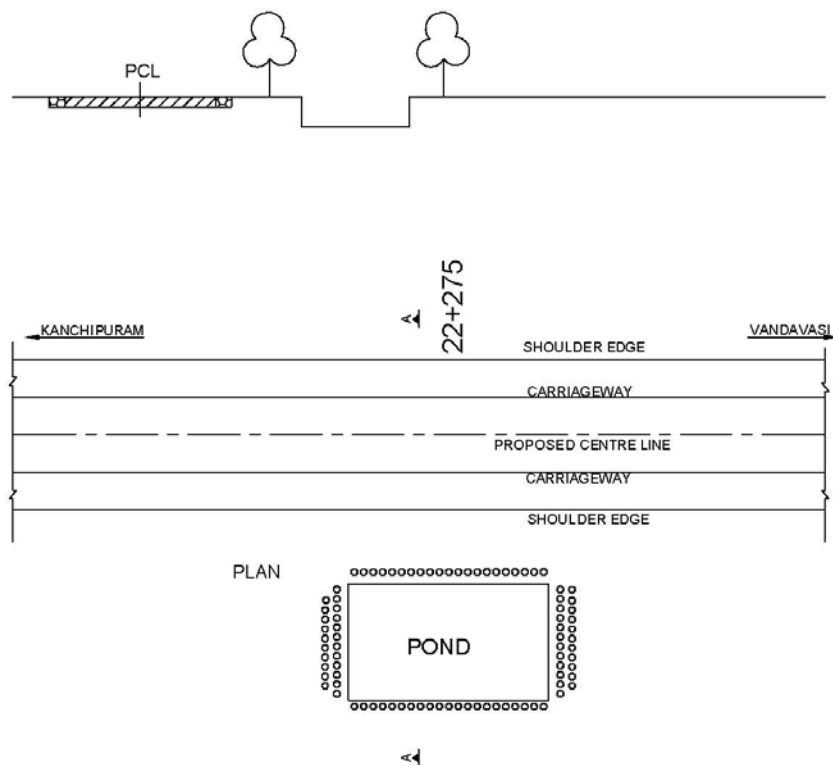 PCL
A
22+275
KANCHIPURAM
VANDAVASI
SHOULDER EDGE
CARRIAGEWAY
PROPOSED CENTRE LINE
CARRIAGEWAY
SHOULDER EDGE
PLAN
POND
A